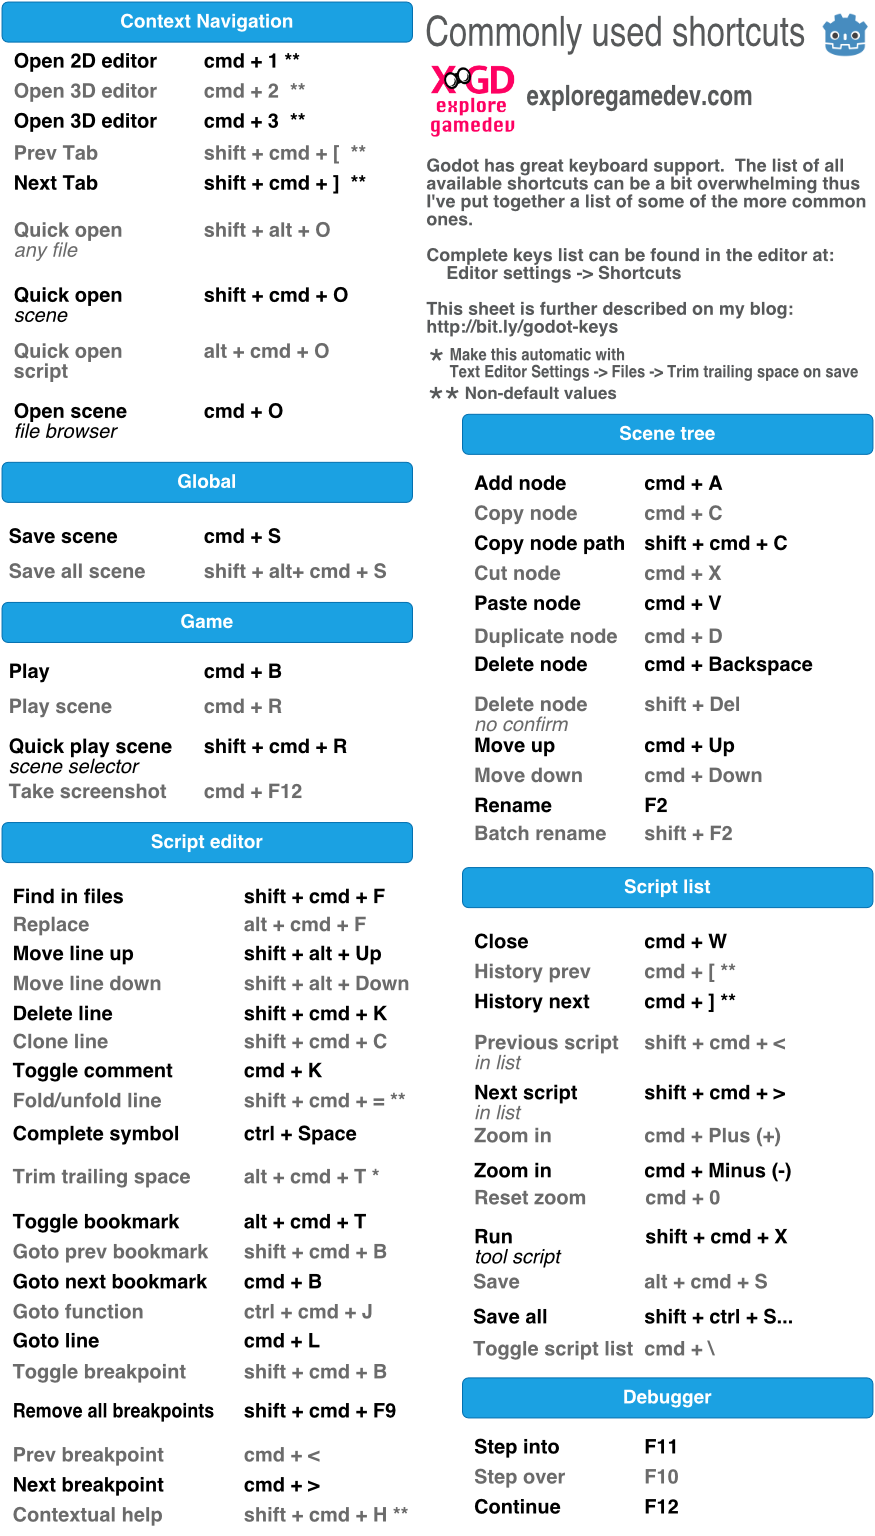 Context Navigation
Open 2D editor cmd + 1 **
Open 3D editor cmd + 2 **
Open 3D editor cmd + 3 **
Prev Tab shift + cmd + [ **
Next Tab shift + cmd + ] **
Quick open shift + alt + O
any file
Quick open shift + cmd + O
scene
Quick open alt + cmd + O
script
Open scene cmd + O
file browser
Global
Save scene cmd + S
Save all scene shift + alt+ cmd + S
Game
Play cmd + B
Play scene cmd + R
Quick play scene shift + cmd + R
scene selector
Take screenshot cmd + F12
Script editor
Find in files shift + cmd + F
Replace alt + cmd + F
Move line up shift + alt + Up
Move line down shift + alt + Down
Delete line shift + cmd + K
Clone line shift + cmd + C
Toggle comment cmd + K
Fold/unfold line shift + cmd + = **
Complete symbol ctrl + Space
Trim trailing space alt + cmd + T *
Toggle bookmark alt + cmd + T
Goto prev bookmark shift + cmd + B
Goto next bookmark cmd + B
Goto function ctrl + cmd + J
Goto line cmd + L
Toggle breakpoint shift + cmd + B
Remove all breakpoints shift + cmd + F9
Prev breakpoint cmd + <
Next breakpoint cmd + >
Contextual help shift + cmd + H **
Commonly used shortcuts
XGD
explore
gamedev
exploregamedev.com
Godot has great keyboard support. The list of all
available shortcuts can be a bit overwhelming thus
I've put together a list of some of the more common
ones.
Complete keys list can be found in the editor at:
Editor settings -> Shortcuts
This sheet is further described on my blog:
http://bit.ly/godot-keys
* Make this automatic with
Text Editor Settings -> Files -> Trim trailing space on save
** Non-default values
Scene tree
Add node cmd + A
Copy node cmd + C
Copy node path shift + cmd + C
Cut node cmd + X
Paste node cmd + V
Duplicate node cmd + D
Delete node cmd + Backspace
Delete node shift + Del
no confirm
Move up cmd + Up
Move down cmd + Down
Rename F2
Batch rename shift + F2
Script list
Close cmd + W
History prev cmd + [ **
History next cmd + ] **
Previous script shift + cmd + <
in list
Next script shift + cmd + >
in list
Zoom in cmd + Plus (+)
Zoom in cmd + Minus (-)
Reset zoom cmd + 0
Run shift + cmd + X
tool script
Save alt + cmd + S
Save all shift + ctrl + S...
Toggle script list cmd + \
Debugger
Step into F11
Step over F10
Continue F12